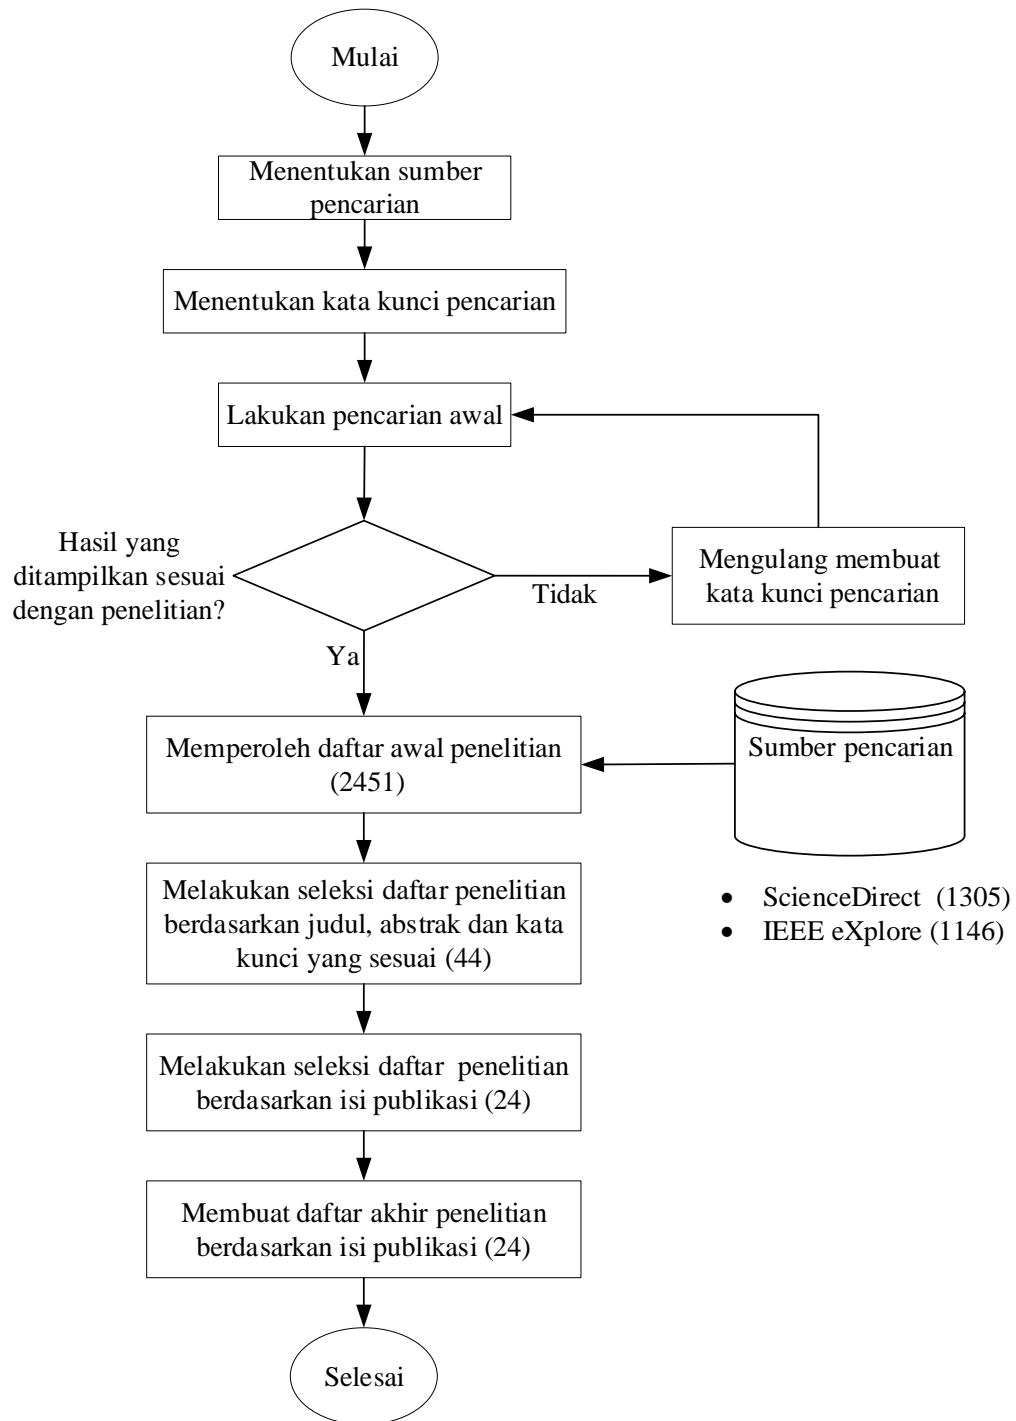 Mulai
Menentukan sumber
pencarian
Menentukan kata kunci pencarian
Lakukan pencarian awal
Hasil yang
ditampilkan sesuai
dengan penelitian?
Tidak
Mengulang membuat
kata kunci pencarian
Ya
Memperoleh daftar awal penelitian
(2451)
Sumber pencarian
• ScienceDirect (1305)
• IEEE eXplore (1146)
Melakukan seleksi daftar penelitian
berdasarkan judul, abstrak dan kata
kunci yang sesuai (44)
Melakukan seleksi daftar penelitian
berdasarkan isi publikasi (24)
Membuat daftar akhir penelitian
berdasarkan isi publikasi (24)
Selesai